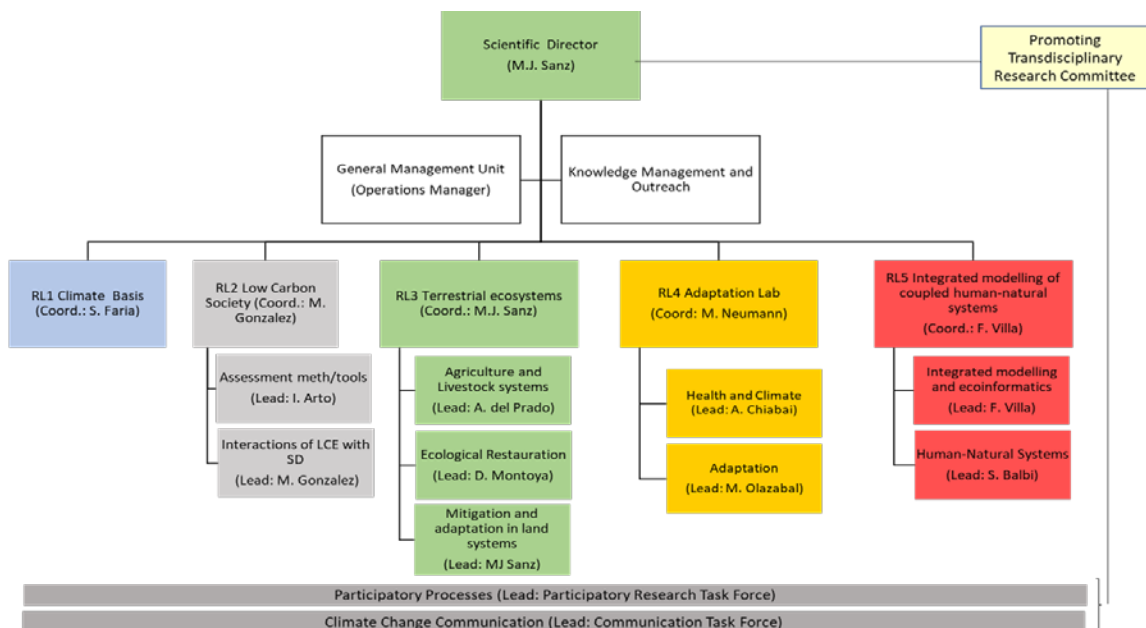 Scientific Director
(M.J. Sanz)
Promoting
Transdisciplinary
Research Committee
General Management Unit
(Operations Manager)
Knowledge Management and
Outreach
RL1 Climate Basis
(Coord.: S. Faria)
RL2 Low Carbon
Society (Coord.: M.
Gonzalez)
RL3 Terrestrial ecosystems
(Coord.: M.J. Sanz)
RL4 Adaptation Lab
(Coord: M. Neumann)
RL5 Integrated modelling of
coupled human-natural
systems
(Coord.: F. Villa)
Assessment meth/tools
(Lead: I. Arto)
Interactions of LCE with
SD
(Lead: M. Gonzalez)
Agriculture and
Livestock systems
(Lead: A. del Prado)
Ecological Restauration
(Lead: D. Montoya)
Mitigation and
adaptation in land
systems
(Lead: MJ Sanz)
Health and Climate
(Lead: A. Chiabai)
Adaptation
(Lead: M. Olazabal)
Integrated modelling
and ecoinformatics
(Lead: F. Villa)
Human-Natural Systems
(Lead: S. Balbi)
Participatory Processes (Lead: Participatory Research Task Force)
Climate Change Communication (Lead: Communication Task Force)